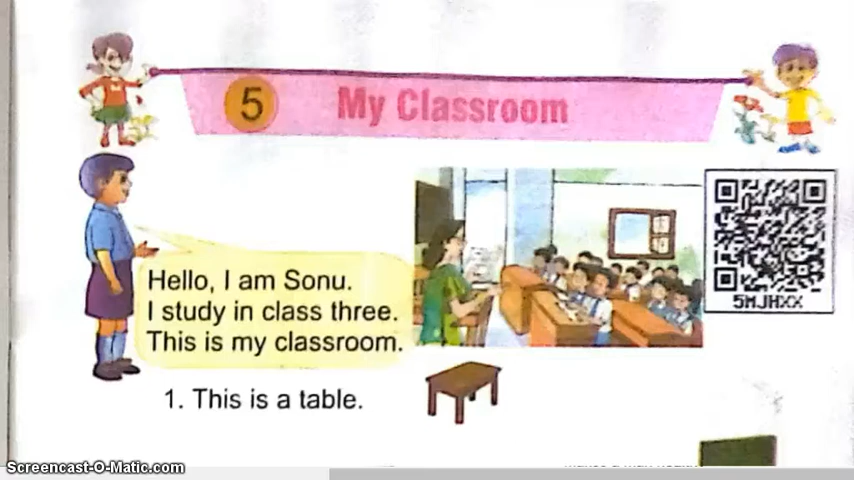 5 My Classroom
Hello, I am Sonu.
I study in class three.
This is my classroom.
5MJHXX
1. This is a table.
Screencast-O-Matic.com